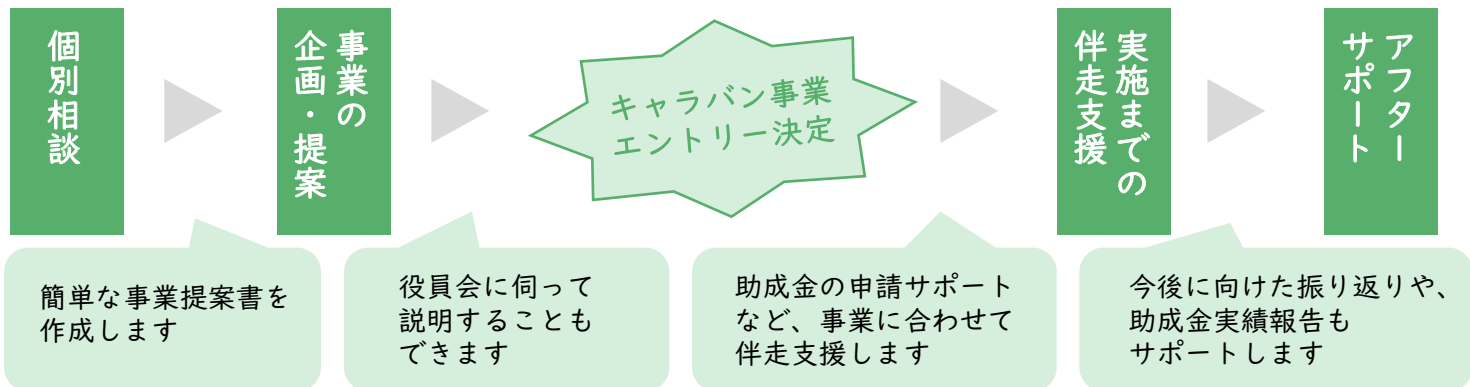 個別相談
事業の
企画・提案
キャラバン事業
エントリー決定
実施までの
伴走支援
アフター
サポート
簡単な事業提案書を
作成します
役員会に伺って
説明することも
できます
助成金の申請サポート
など、事業に合わせて
伴走支援します
今後に向けた振り返りや、
助成金実績報告も
サポートします